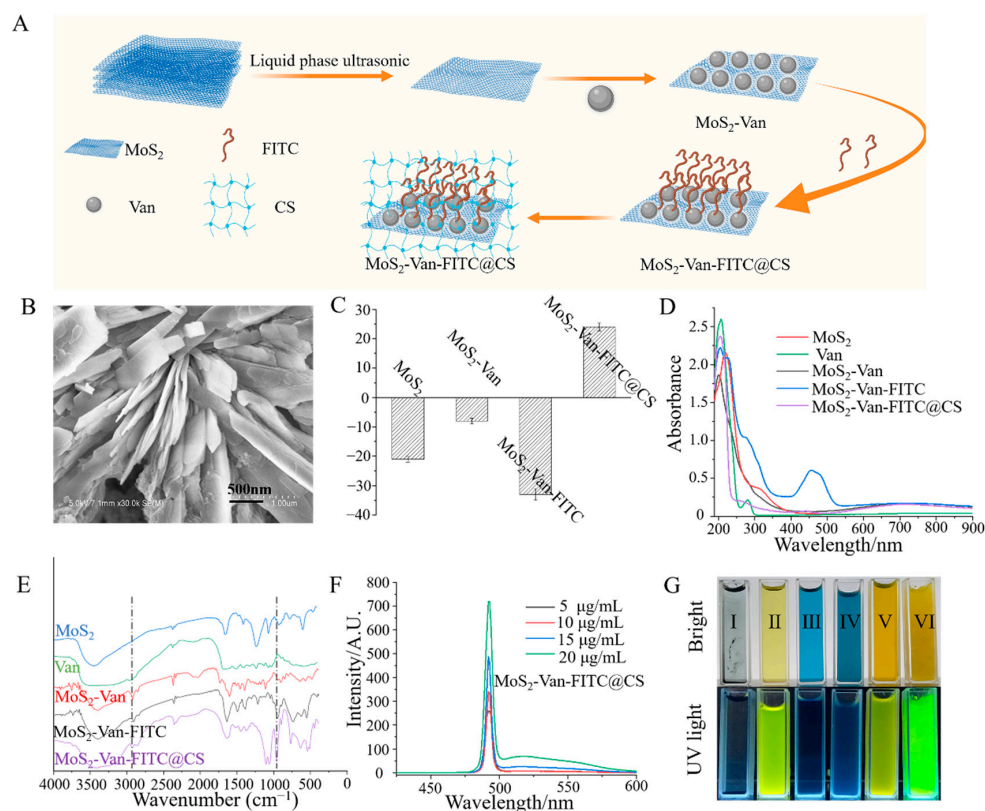 A
Liquid phase ultrasonic
MoS₂-Van
MoS₂
FITC
Van
CS
MoS₂-Van-FITC@CS
MoS₂-Van-FITC@CS
B
5.0kV 7.1mm x30.0k SE(M)
500nm
1.00um
C
30
20
10
0
−10
−20
−30
−40
MoS₂
MoS₂-Van
MoS₂-Van-FITC
MoS₂-Van-FITC@CS
D
Absorbance
2.5
2.0
1.5
1.0
0.5
0
200 300 400 500 600 700 800 900
Wavelength/nm
MoS₂
Van
MoS₂-Van
MoS₂-Van-FITC
MoS₂-Van-FITC@CS
E
MoS₂
Van
MoS₂-Van
MoS₂-Van-FITC
MoS₂-Van-FITC@CS
4000 3000 2000 1000 0
Wavenumber (cm⁻¹)
F
Intensity/A.U.
800
700
600
500
400
300
200
100
0
5 μg/mL
10 μg/mL
15 μg/mL
20 μg/mL
MoS₂-Van-FITC@CS
450 500 550 600
Wavelength/nm
G
Bright
UV light
I II III IV V VI